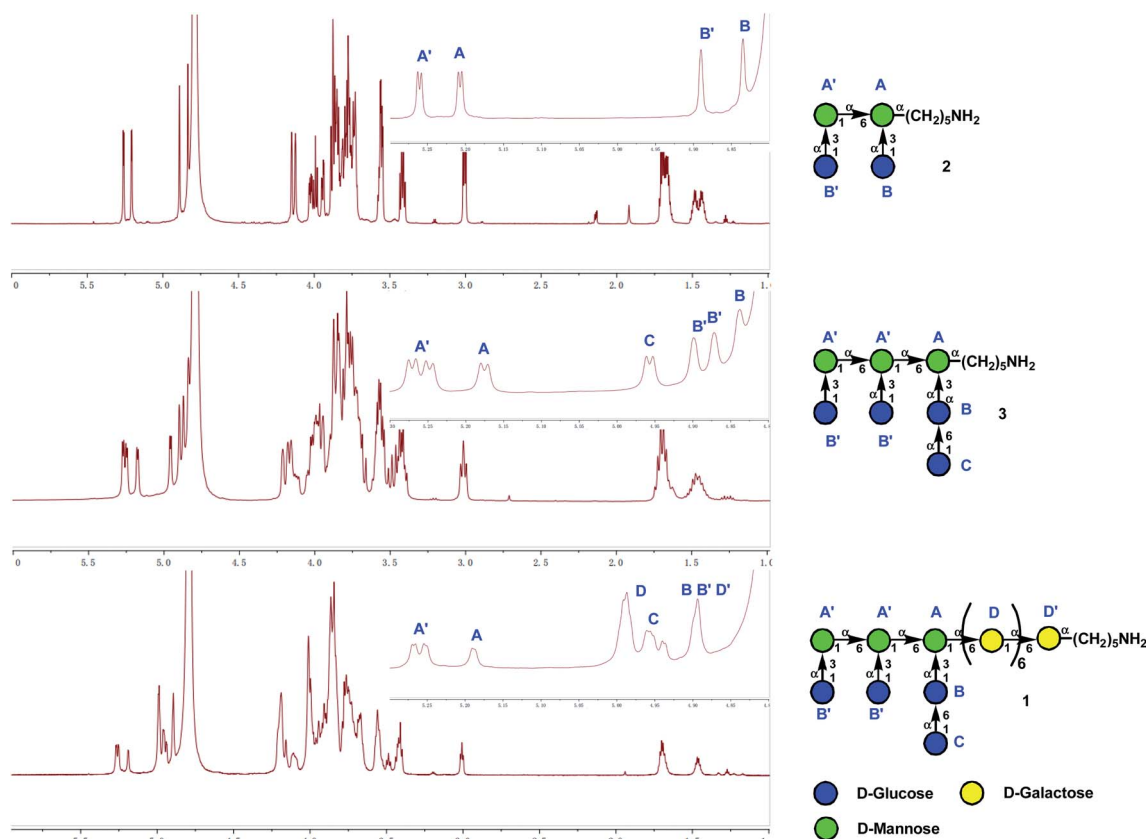 A' A B' B
0 5.5 5.0 4.5 4.0 3.5 3.0 2.5 2.0 1.5 1.
A' A
α α
1 6 (CH2)5NH2
α 3 α 3
1 1
B' B
2
A' A C B' B' B
0 5.5 5.0 4.5 4.0 3.5 3.0 2.5 2.0 1.5 1.0
A' A' A
α α α
1 6 1 6 (CH2)5NH2
3 α 3 3
1 1 α
B' B' B
3
α 6
1
C
A' A D C B B' D'
A' A' A D D'
α α α α α
1 6 1 6 1 ( 6 1 ) 6 6 (CH2)5NH2
α 3 α 3 α 3
1 1 1
B' B' B
1
α 6
1
C
D-Glucose D-Galactose
D-Mannose